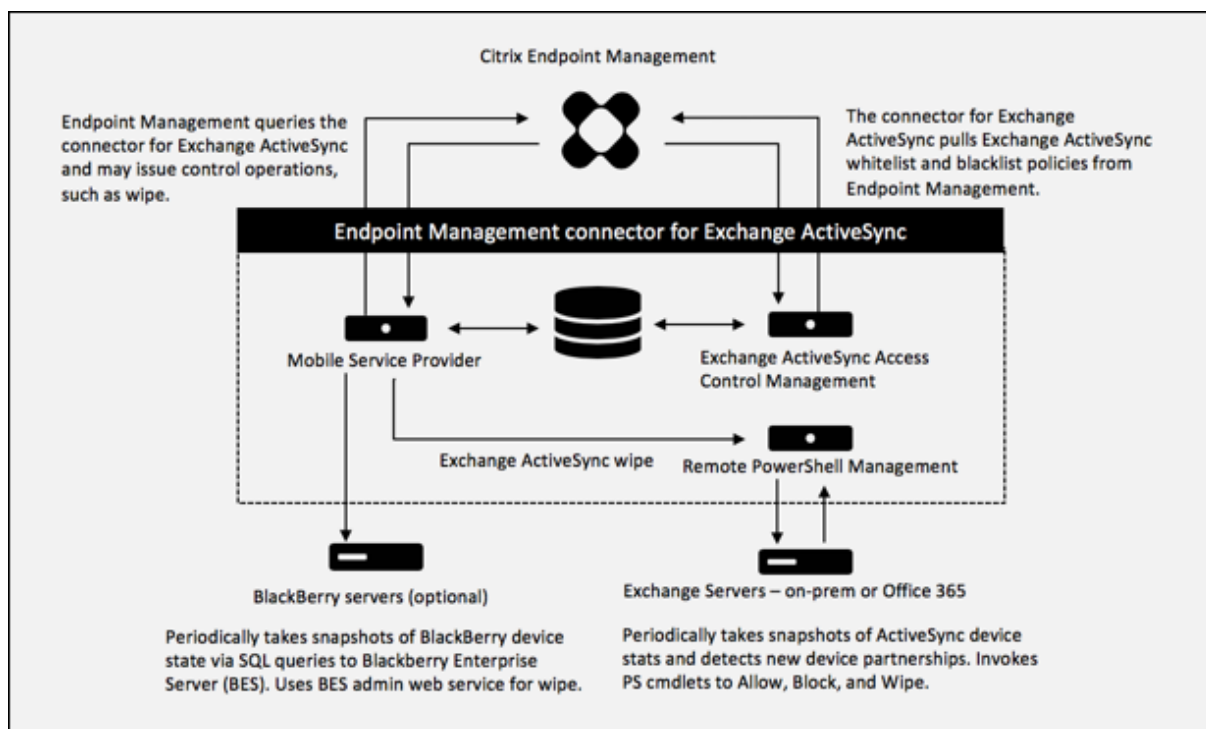 Citrix Endpoint Management
Endpoint Management queries the
connector for Exchange ActiveSync
and may issue control operations,
such as wipe.
The connector for Exchange
ActiveSync pulls Exchange ActiveSync
whitelist and blacklist policies from
Endpoint Management.
Endpoint Management connector for Exchange ActiveSync
Mobile Service Provider
Exchange ActiveSync Access
Control Management
Exchange ActiveSync wipe
Remote PowerShell Management
BlackBerry servers (optional)
Periodically takes snapshots of BlackBerry device
state via SQL queries to Blackberry Enterprise
Server (BES). Uses BES admin web service for wipe.
Exchange Servers – on-prem or Office 365
Periodically takes snapshots of ActiveSync device
stats and detects new device partnerships. Invokes
PS cmdlets to Allow, Block, and Wipe.